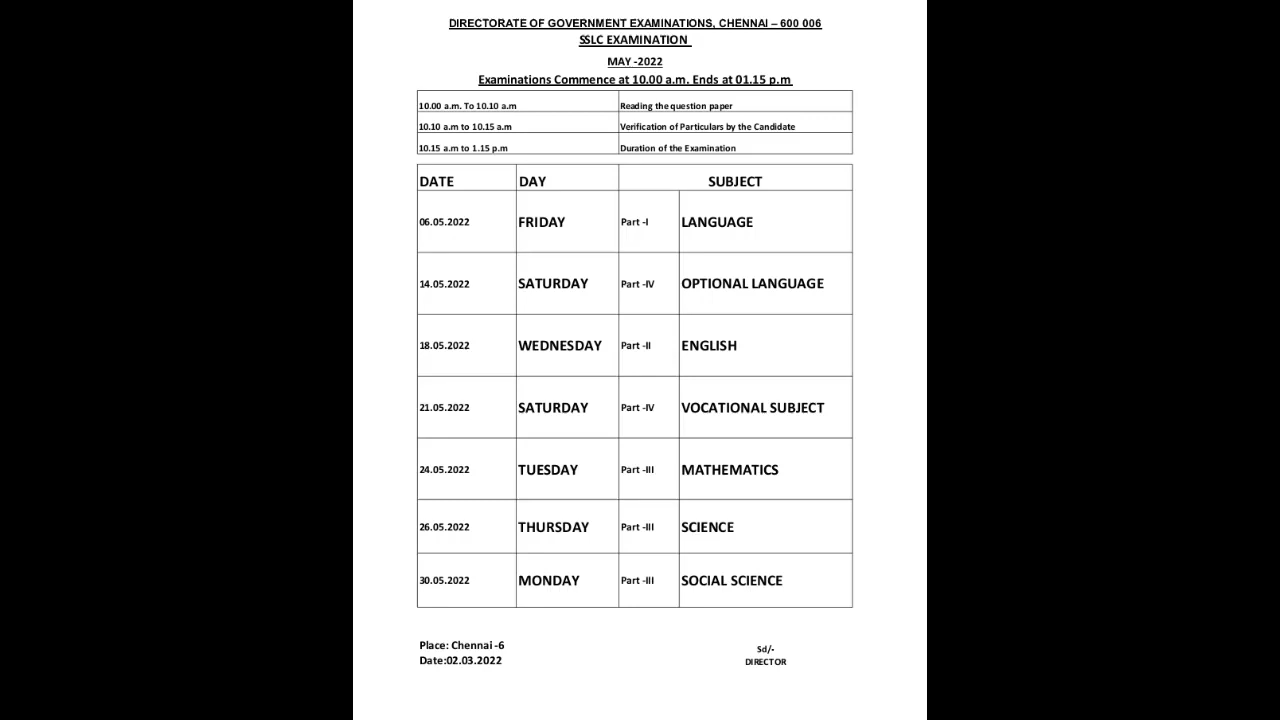 DIRECTORATE OF GOVERNMENT EXAMINATIONS, CHENNAI – 600 006
SSLC EXAMINATION
MAY -2022
Examinations Commence at 10.00 a.m. Ends at 01.15 p.m
10.00 a.m. To 10.10 a.m Reading the question paper
10.10 a.m to 10.15 a.m Verification of Particulars by the Candidate
10.15 a.m to 1.15 p.m Duration of the Examination
DATE DAY SUBJECT
06.05.2022 FRIDAY Part -I LANGUAGE
14.05.2022 SATURDAY Part -IV OPTIONAL LANGUAGE
18.05.2022 WEDNESDAY Part -II ENGLISH
21.05.2022 SATURDAY Part -IV VOCATIONAL SUBJECT
24.05.2022 TUESDAY Part -III MATHEMATICS
26.05.2022 THURSDAY Part -III SCIENCE
30.05.2022 MONDAY Part -III SOCIAL SCIENCE
Place: Chennai -6
Date:02.03.2022
Sd/-
DIRECTOR